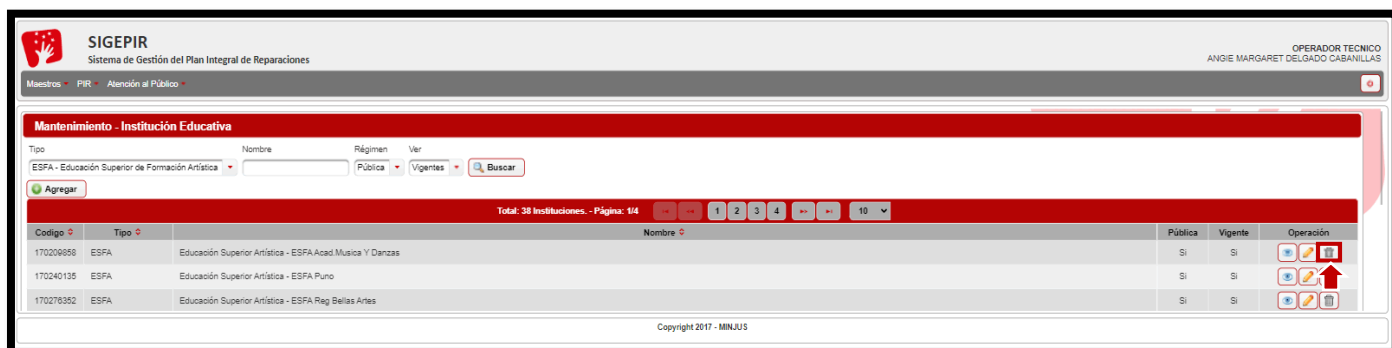 SIGEPIR
Sistema de Gestión del Plan Integral de Reparaciones
OPERADOR TECNICO
ANGIE MARGARET DELGADO CABANILLAS
Maestros PIR Atención al Público
Mantenimiento - Institución Educativa
Tipo Nombre Régimen Ver
ESFA - Educación Superior de Formación Artística Pública Vigentes Buscar
Agregar
Total: 38 Instituciones. - Página: 1/4 1 2 3 4 10
Codigo Tipo Nombre Pública Vigente Operación
170209858 ESFA Educación Superior Artística - ESFA Acad.Musica Y Danzas Si Si
170240135 ESFA Educación Superior Artística - ESFA Puno Si Si
170276352 ESFA Educación Superior Artística - ESFA Reg Bellas Artes Si Si
Copyright 2017 - MINJUS